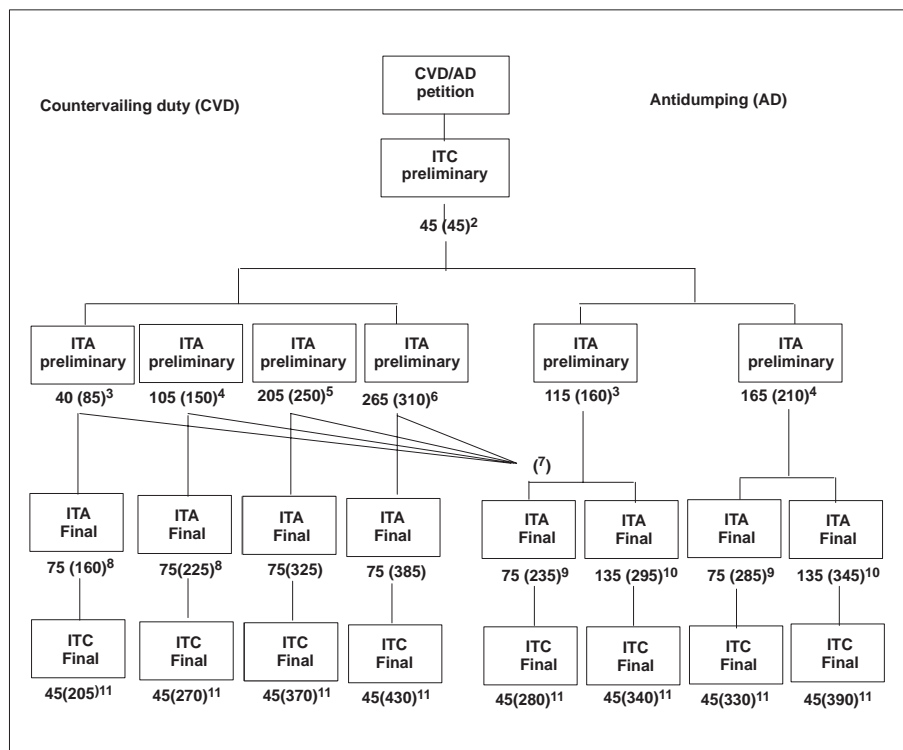 CVD/AD
petition
Countervailing duty (CVD)
Antidumping (AD)
ITC
preliminary
45 (45)2
ITA
preliminary
ITA
preliminary
ITA
preliminary
ITA
preliminary
ITA
preliminary
ITA
preliminary
40 (85)3
105 (150)4
205 (250)5
265 (310)6
115 (160)3
165 (210)4
(7)
ITA
Final
ITA
Final
ITA
Final
ITA
Final
ITA
Final
ITA
Final
ITA
Final
ITA
Final
75 (160)8
75(225)8
75(325)
75 (385)
75 (235)9
135 (295)10
75 (285)9
135 (345)10
ITC
Final
ITC
Final
ITC
Final
ITC
Final
ITC
Final
ITC
Final
ITC
Final
ITC
Final
45(205)11
45(270)11
45(370)11
45(430)11
45(280)11
45(340)11
45(330)11
45(390)11